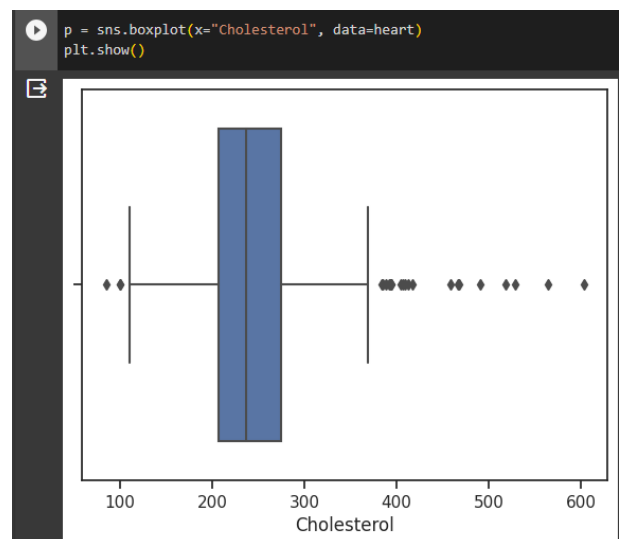 p = sns.boxplot(x="Cholesterol", data=heart)
plt.show()
100 200 300 400 500 600
Cholesterol